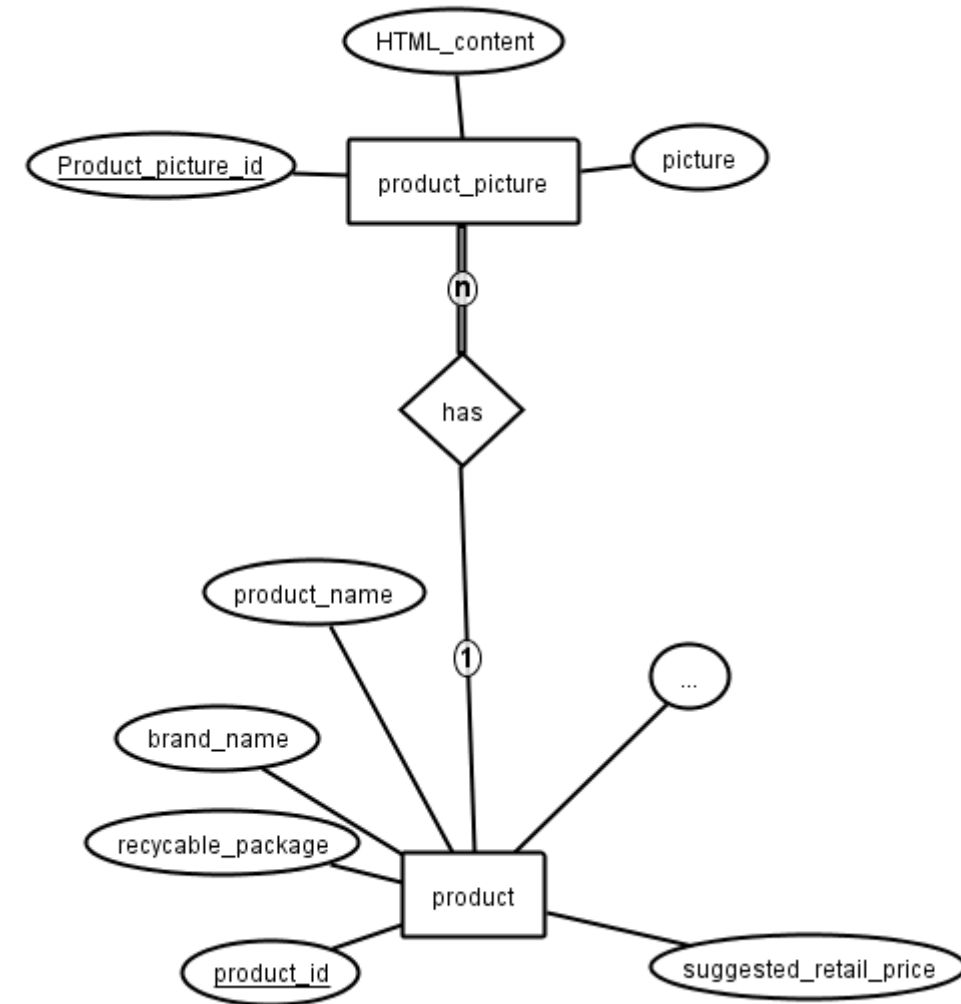 HTML_content
Product_picture_id
picture
product_picture
n
has
product_name
1
...
brand_name
recycable_package
product
product_id
suggested_retail_price